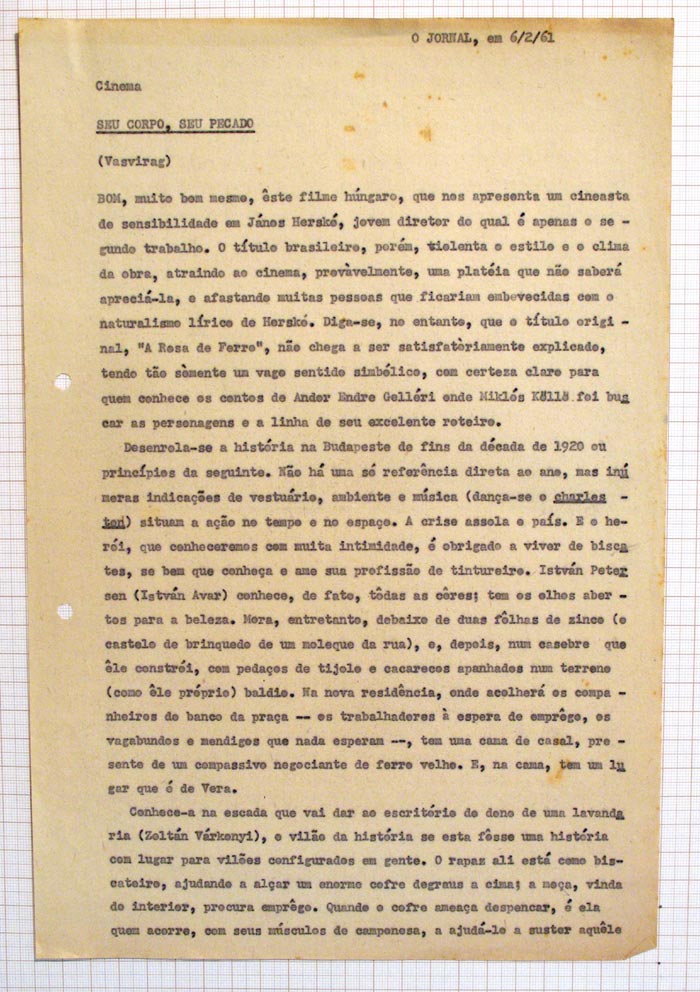 O JORNAL, em 6/2/61
Cinema
SEU CORPO, SEU PECADO
(Vasvirag)
BOM, muito bom mesmo, êste filme húngaro, que nos apresenta um cineasta
de sensibilidade em János Herskó, jovem diretor do qual é apenas o se -
gundo trabalho. O título brasileiro, porém, violenta o estilo e o clima
da obra, atraindo ao cinema, provàvelmente, uma platéia que não saberá
apreciá-la, e afastando muitas pessoas que ficariam embevecidas com o
naturalismo lírico de Herskó. Diga-se, no entanto, que o título origi -
nal, "A Rosa de Ferro", não chega a ser satisfatòriamente explicado,
tendo tão sòmente um vago sentido simbólico, com certeza claro para
quem conhece os contos de Andor Endre Gelléri onde Miklós Köllö foi bus
car as personagens e a linha de seu excelente roteiro.
Desenrola-se a história na Budapeste de fins da década de 1920 ou
princípios da seguinte. Não há uma só referência direta ao ano, mas inú
meras indicações de vestuário, ambiente e música (dança-se o charles -
ton) situam a ação no tempo e no espaço. A crise assola o país. E o he-
rói, que conheceremos com muita intimidade, é obrigado a viver de bisca
tes, se bem que conheça e ame sua profissão de tintureiro. István Peter
sen (István Avar) conhece, de fato, tôdas as côres; tem os olhos aber -
tos para a beleza. Mora, entretanto, debaixo de duas fôlhas de zinco (o
castelo de brinquedo de um moleque da rua), e, depois, num casebre que
êle constrói, com pedaços de tijolo e cacarecos apanhados num terreno
(como êle próprio) baldio. Na nova residência, onde acolherá os compa -
nheiros de banco da praça -- os trabalhadores à espera de emprêgo, os
vagabundos e mendigos que nada esperam --, tem uma cama de casal, pre -
sente de um compassivo negociante de ferro velho. E, na cama, tem um lu
gar que é de Vera.
Conhece-a na escada que vai dar ao escritório do dono de uma lavanda
ria (Zoltán Várkonyi), o vilão da história se esta fôsse uma história
com lugar para vilões configurados em gente. O rapaz ali está como bis-
cateiro, ajudando a alçar um enorme cofre degraus a cima; a moça, vinda
do interior, procura emprêgo. Quando o cofre ameaça despencar, é ela
quem acorre, com seus músculos de camponesa, a ajudá-lo a suster aquêle